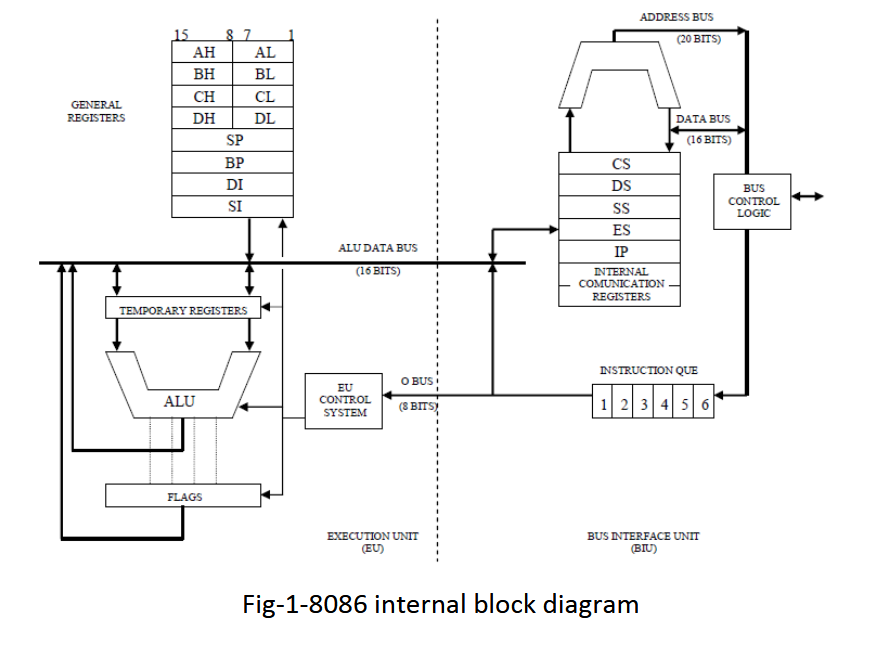 ADDRESS BUS
(20 BITS)
15 8 7 1
AH AL
BH BL
CH CL
DH DL
SP
BP
DI
SI
GENERAL
REGISTERS
DATA BUS
(16 BITS)
CS
DS
SS
ES
IP
INTERNAL
COMUNICATION
REGISTERS
BUS
CONTROL
LOGIC
ALU DATA BUS
(16 BITS)
TEMPORARY REGISTERS
ALU
EU
CONTROL
SYSTEM
O BUS
(8 BITS)
INSTRUCTION QUE
1 2 3 4 5 6
FLAGS
EXECUTION UNIT
(EU)
BUS INTERFACE UNIT
(BIU)
Fig-1-8086 internal block diagram